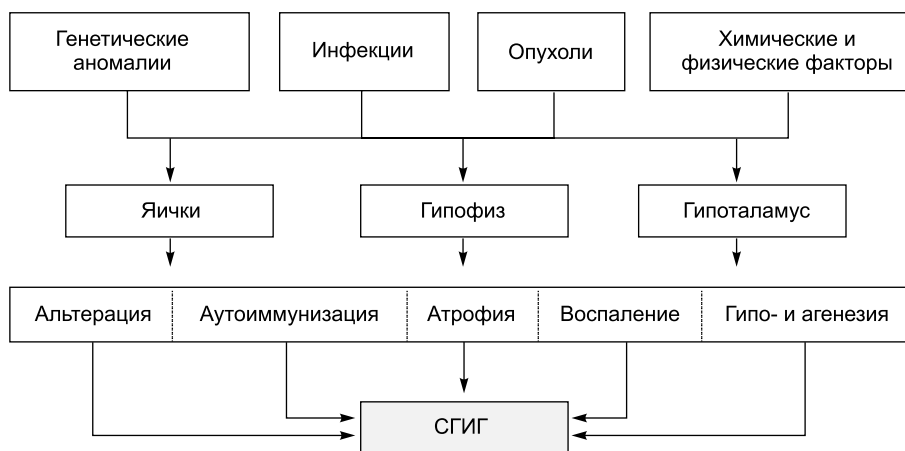 Генетические
аномалии
Инфекции
Опухоли
Химические и
физические факторы
Яички
Гипофиз
Гипоталамус
Альтерация
Аутоиммунизация
Атрофия
Воспаление
Гипо- и агенезия
СГИГ